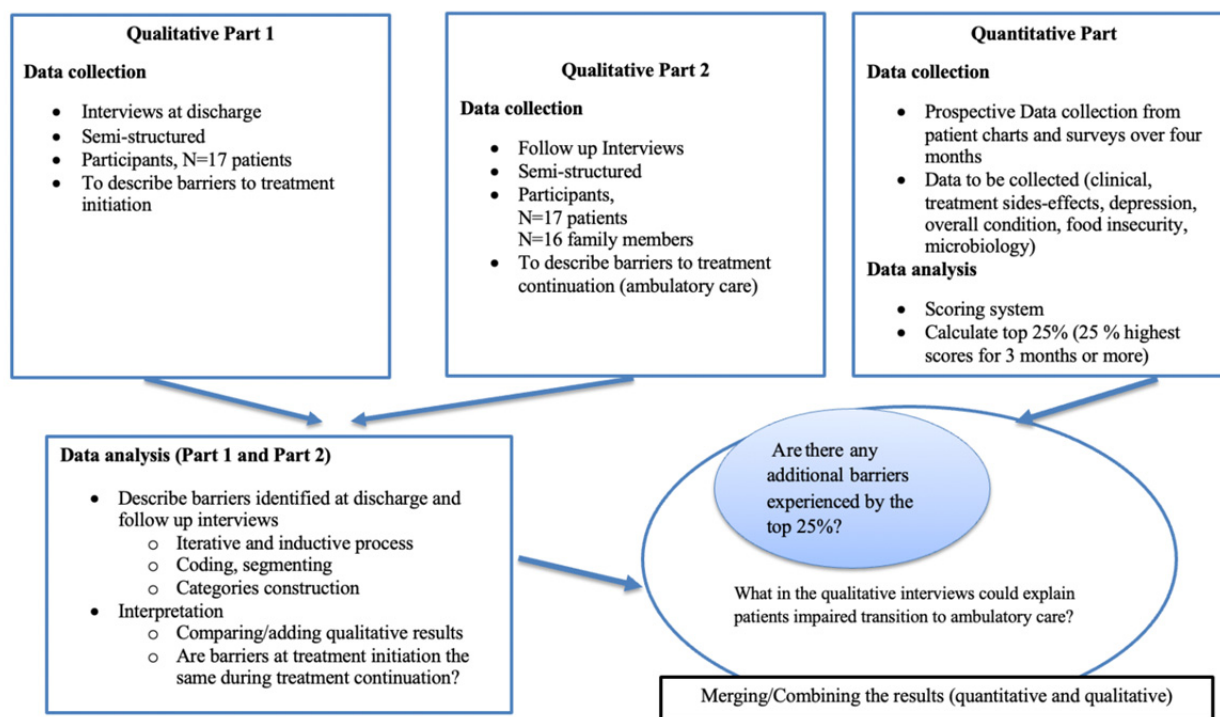 Qualitative Part 1
Data collection
• Interviews at discharge
• Semi-structured
• Participants, N=17 patients
• To describe barriers to treatment
initiation
Qualitative Part 2
Data collection
• Follow up Interviews
• Semi-structured
• Participants,
N=17 patients
N=16 family members
• To describe barriers to treatment
continuation (ambulatory care)
Quantitative Part
Data collection
• Prospective Data collection from
patient charts and surveys over four
months
• Data to be collected (clinical,
treatment sides-effects, depression,
overall condition, food insecurity,
microbiology)
Data analysis
• Scoring system
• Calculate top 25% (25 % highest
scores for 3 months or more)
Data analysis (Part 1 and Part 2)
• Describe barriers identified at discharge and
follow up interviews
o Iterative and inductive process
o Coding, segmenting
o Categories construction
• Interpretation
o Comparing/adding qualitative results
o Are barriers at treatment initiation the
same during treatment continuation?
Are there any
additional barriers
experienced by the
top 25%?
What in the qualitative interviews could explain
patients impaired transition to ambulatory care?
Merging/Combining the results (quantitative and qualitative)